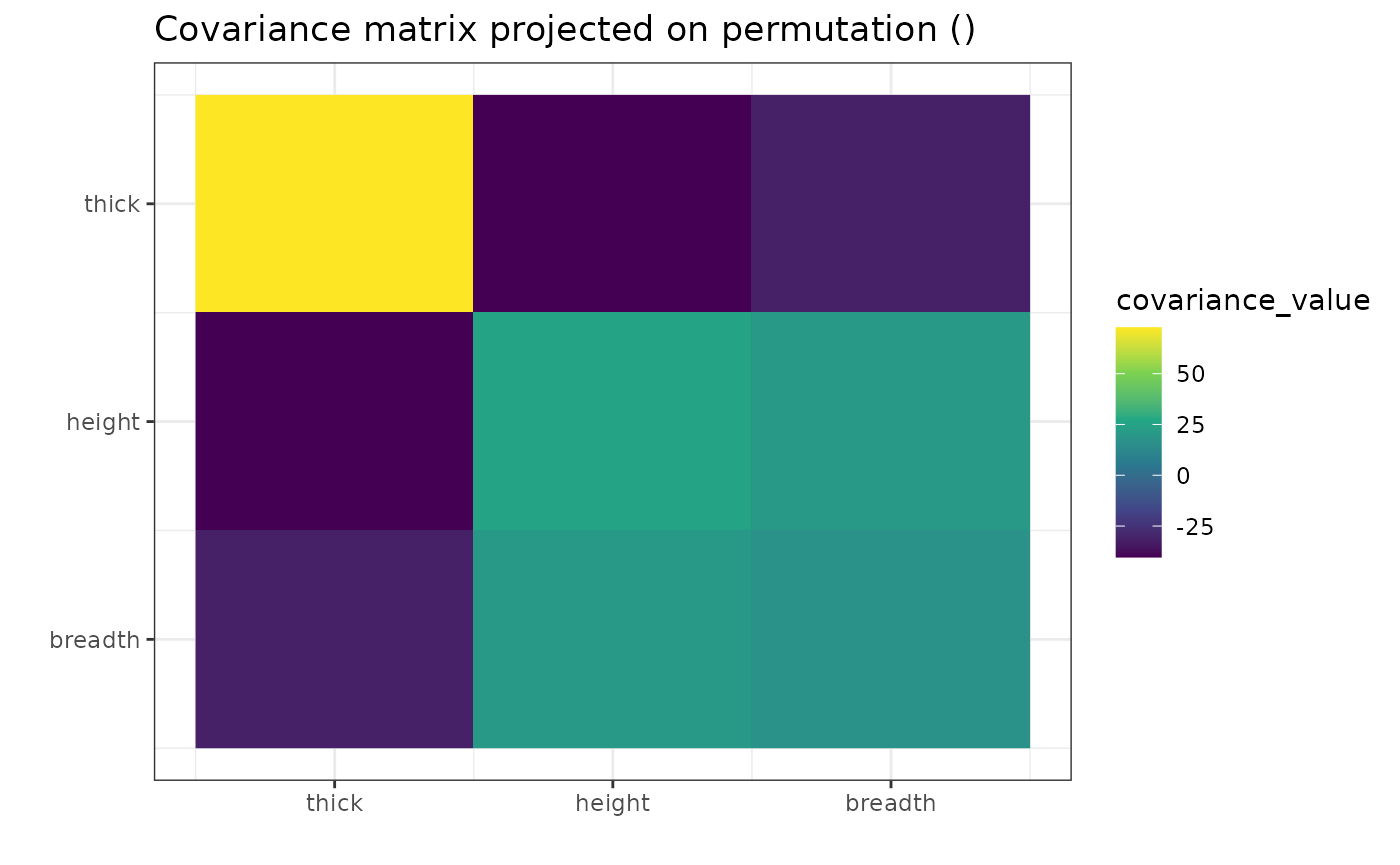 Covariance matrix projected on permutation ()
thick
height
breadth
thick
height
breadth
covariance_value
50
25
0
-25